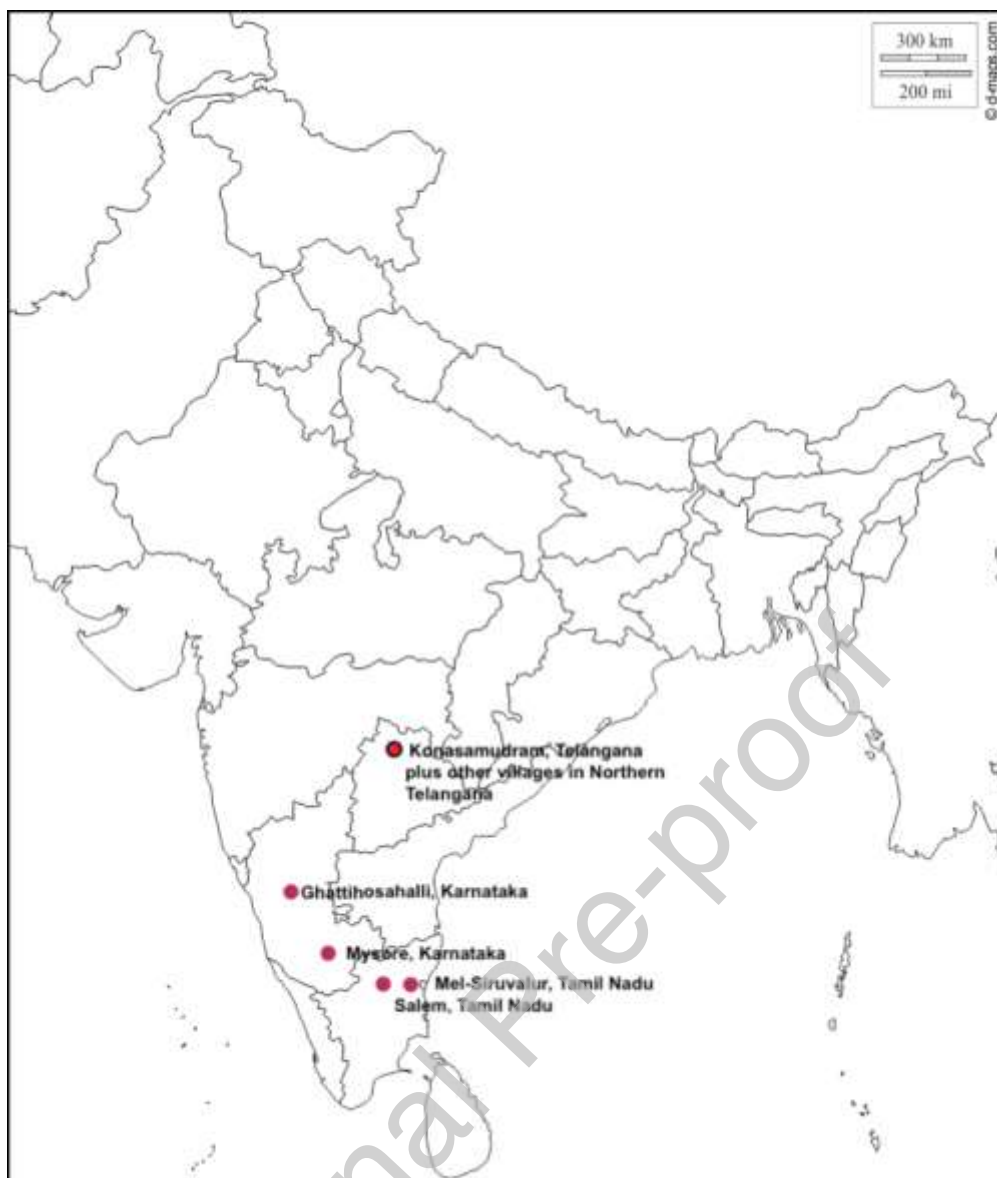 300 km
200 mi
© d-maps.com
Konasamudram, Telangana
plus other villages in Northern
Telangana
Ghattihosahalli, Karnataka
Mysore, Karnataka
Mel-Siruvalur, Tamil Nadu
Salem, Tamil Nadu
nal Pre-proof